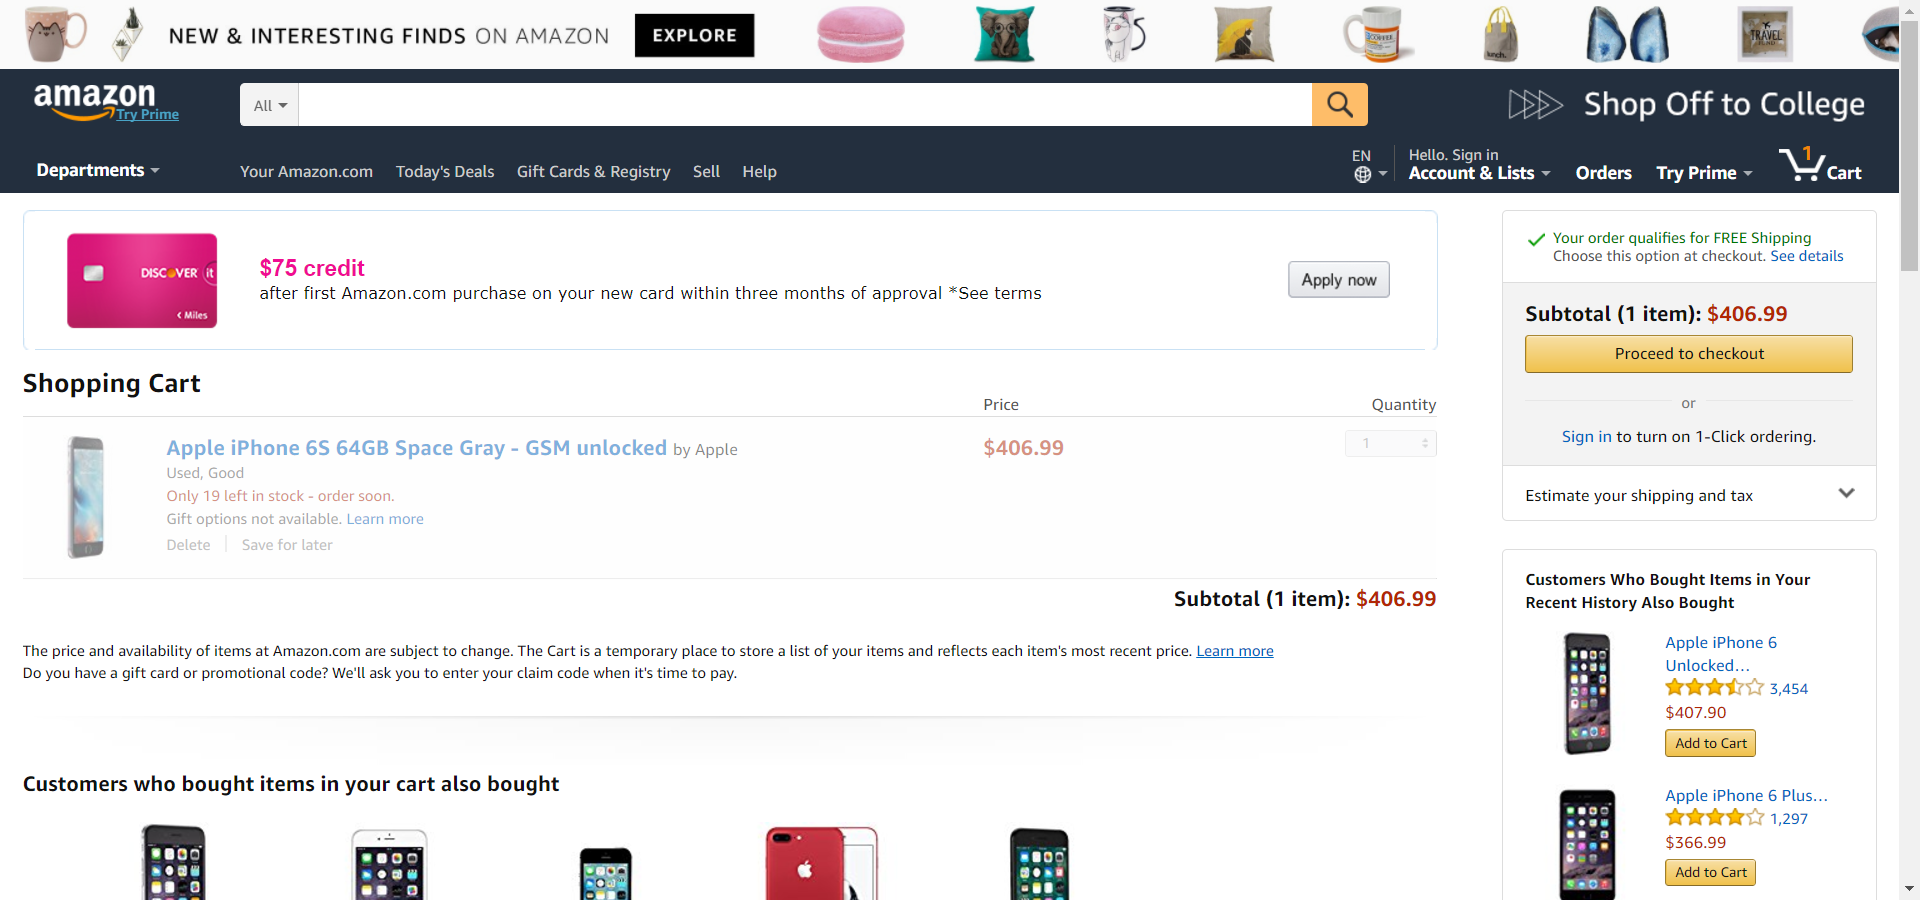 NEW & INTERESTING FINDS ON AMAZON
EXPLORE
COFFEE
lunch.
TRAVEL
FUND
amazon
Try Prime
All
Shop Off to College
Departments
Your Amazon.com
Today's Deals
Gift Cards & Registry
Sell
Help
EN
Hello. Sign in
Account & Lists
Orders
Try Prime
1
Cart
DISCOVER it
Miles
$75 credit
after first Amazon.com purchase on your new card within three months of approval *See terms
Apply now
Your order qualifies for FREE Shipping
Choose this option at checkout. See details
Subtotal (1 item): $406.99
Proceed to checkout
or
Sign in to turn on 1-Click ordering.
Estimate your shipping and tax
Shopping Cart
Price
Quantity
Apple iPhone 6S 64GB Space Gray - GSM unlocked by Apple
$406.99
1
Used, Good
Only 19 left in stock - order soon.
Gift options not available. Learn more
Delete
Save for later
Subtotal (1 item): $406.99
The price and availability of items at Amazon.com are subject to change. The Cart is a temporary place to store a list of your items and reflects each item's most recent price. Learn more
Do you have a gift card or promotional code? We'll ask you to enter your claim code when it's time to pay.
Customers who bought items in your cart also bought
Customers Who Bought Items in Your
Recent History Also Bought
Apple iPhone 6
Unlocked…
3,454
$407.90
Add to Cart
Apple iPhone 6 Plus…
1,297
$366.99
Add to Cart